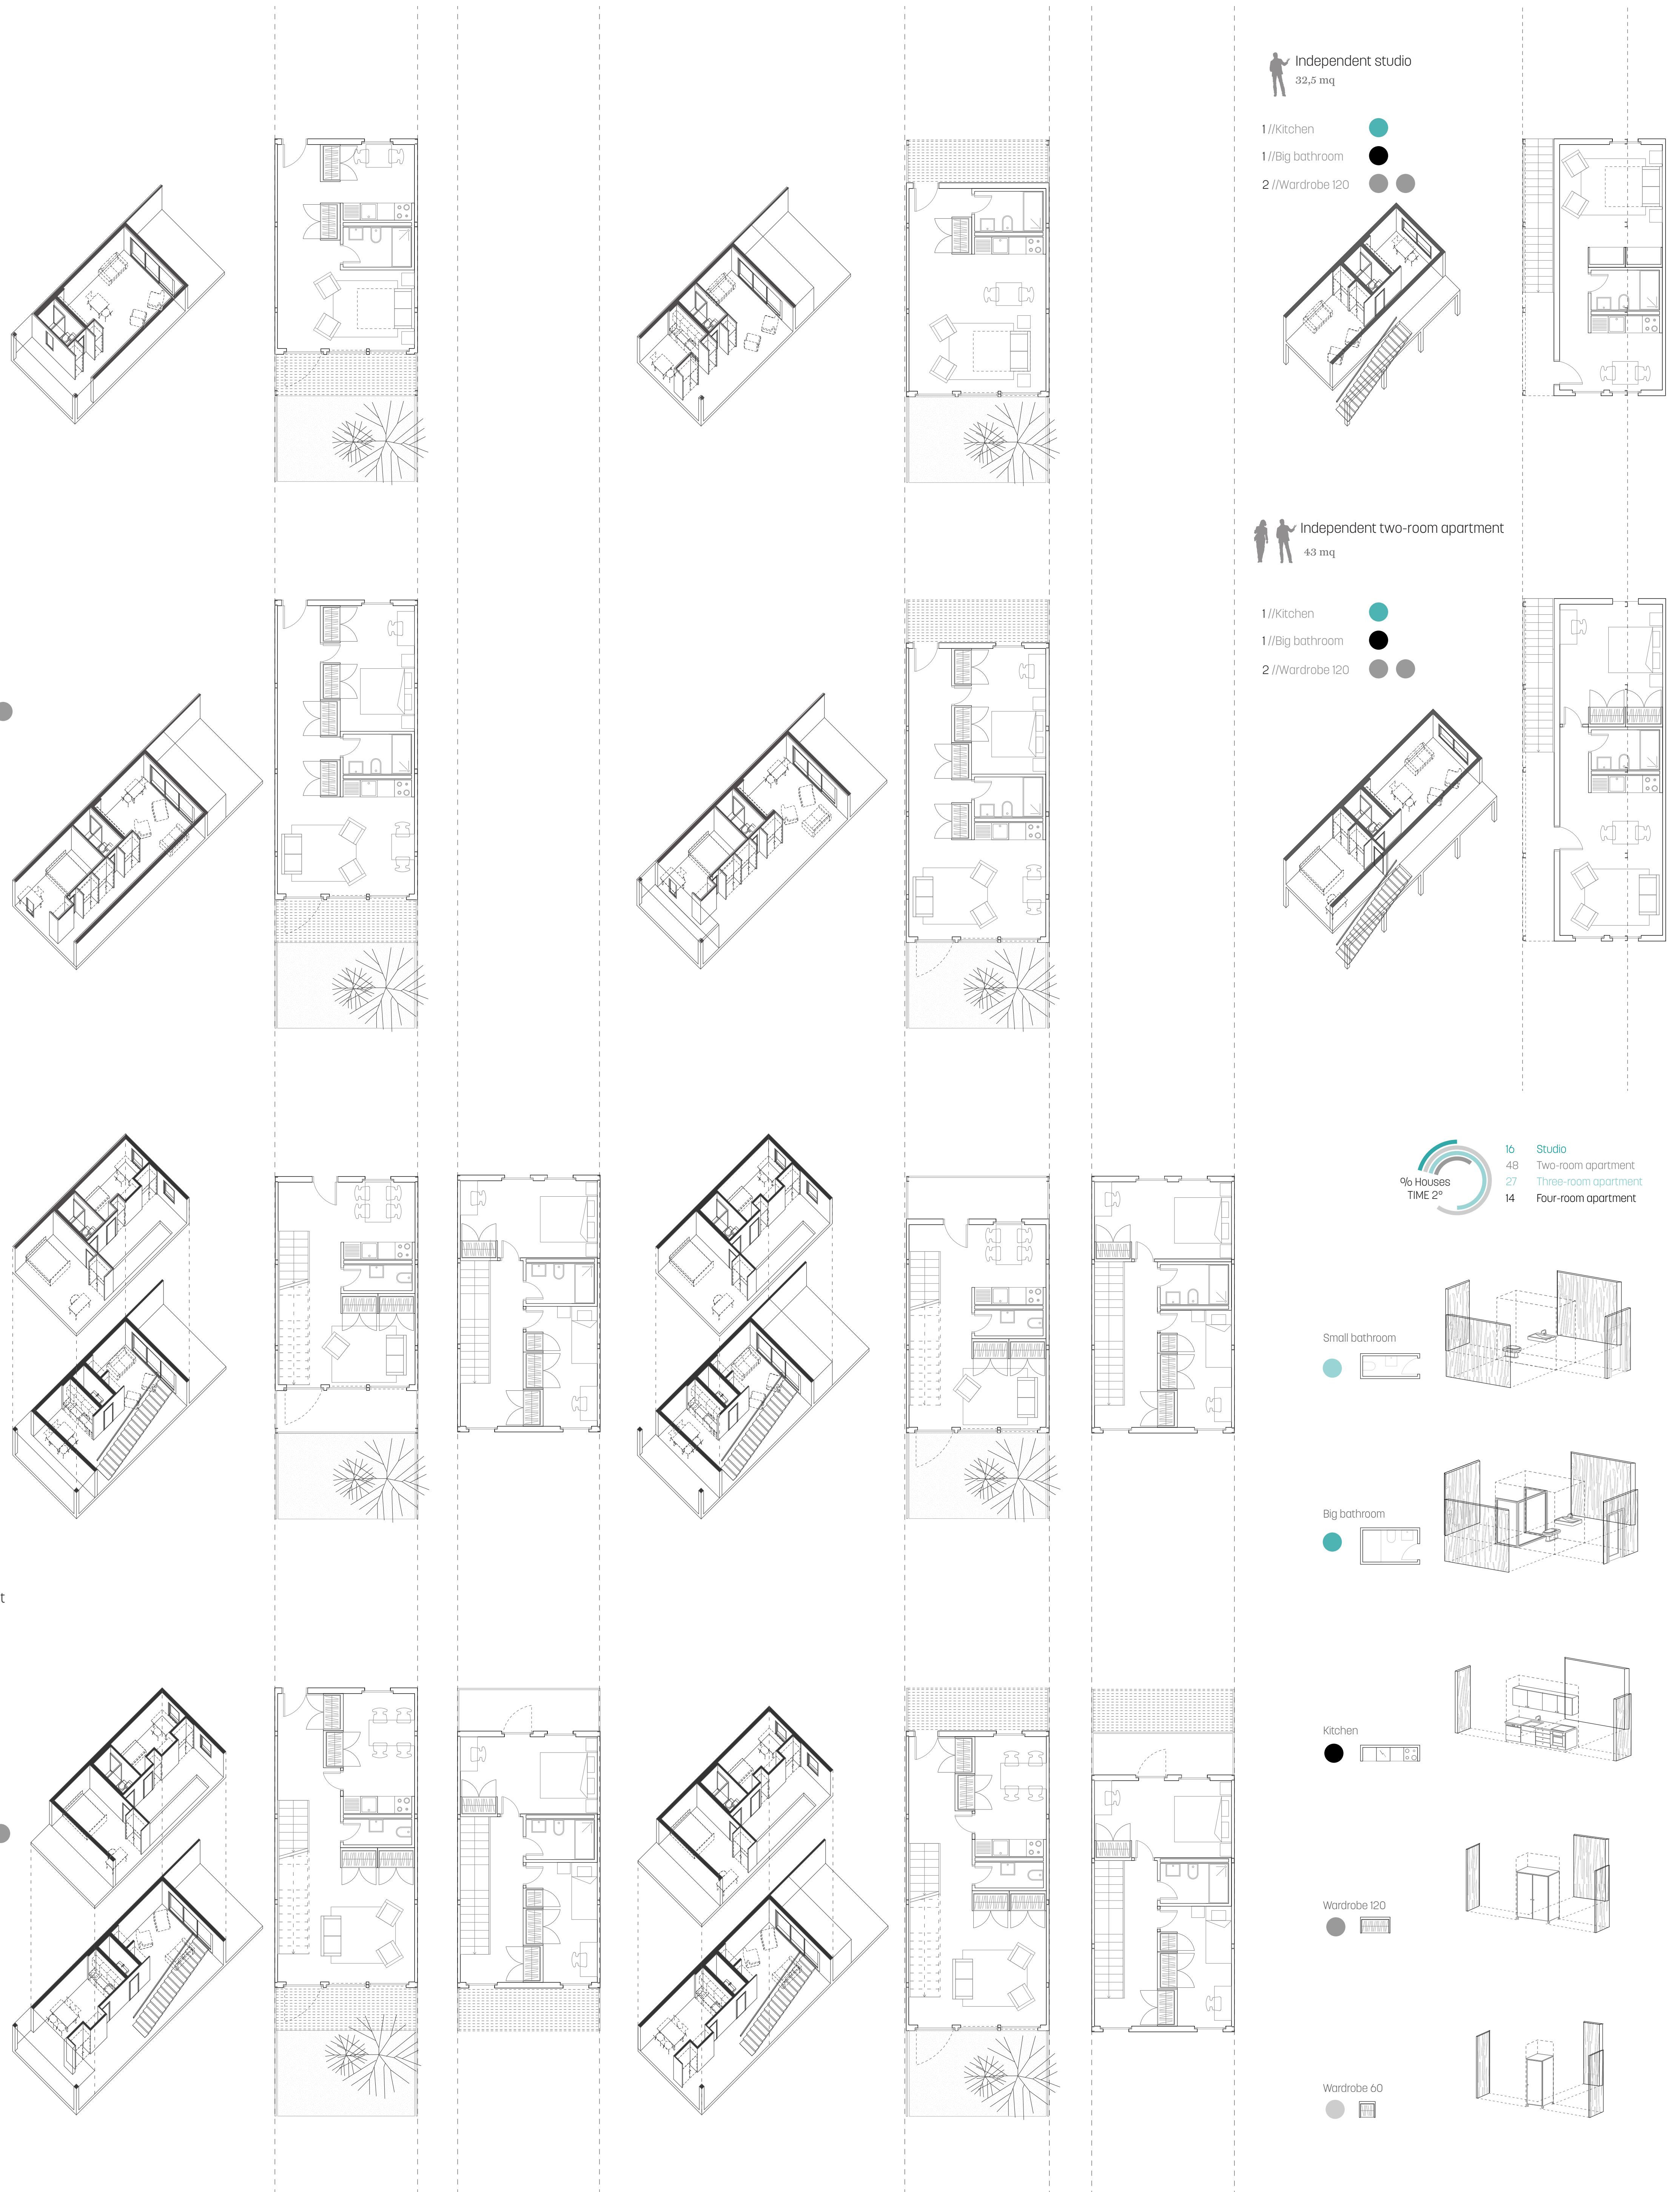 Independent studio
32,5 mq
1 //Kitchen
1 //Big bathroom
2 //Wardrobe 120
Independent two-room apartment
43 mq
1 //Kitchen
1 //Big bathroom
2 //Wardrobe 120
% Houses
TIME 2°
16 Studio
48 Two-room apartment
27 Three-room apartment
14 Four-room apartment
Small bathroom
Big bathroom
t
Kitchen
Wardrobe 120
Wardrobe 60